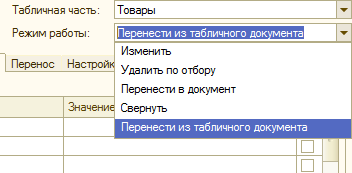 Табличная часть: Товары
Режим работы: Перенести из табличного документа
Изменить
Удалить по отбору
Перенести в документ
Свернуть
Перенести из табличного документа
Перенос Настройк
Значение